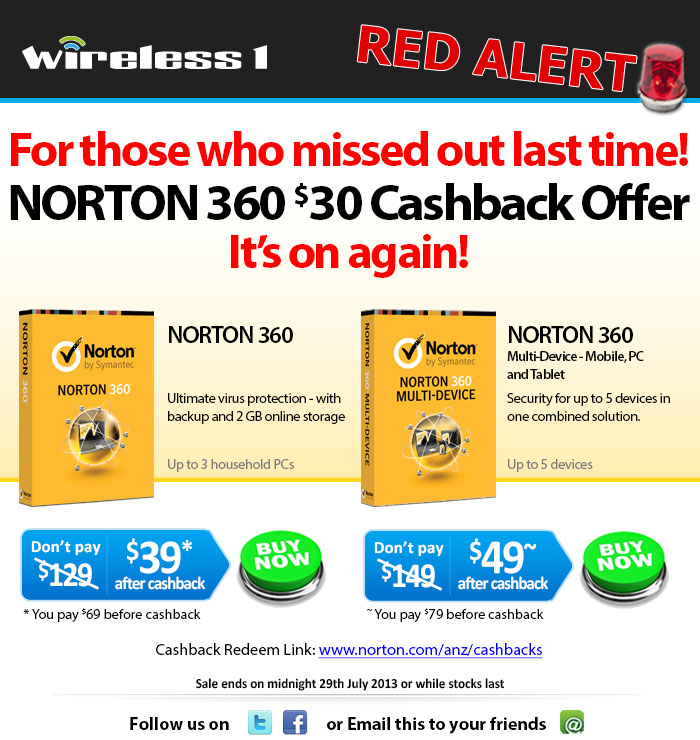 wireless 1
RED ALERT
For those who missed out last time!
NORTON 360 $30 Cashback Offer
It's on again!
NORTON 360
Norton
by Symantec
NORTON 360
NORTON 360
Ultimate virus protection - with
backup and 2 GB online storage
Up to 3 household PCs
NORTON 360 MULTI-DEVICE
Norton
by Symantec
NORTON 360
MULTI-DEVICE
NORTON 360
Multi-Device - Mobile, PC
and Tablet
Security for up to 5 devices in
one combined solution.
Up to 5 devices
Don't pay
$129
$39*
after cashback
BUY
NOW
* You pay $69 before cashback
Don't pay
$149
$49~
after cashback
BUY
NOW
~ You pay $79 before cashback
Cashback Redeem Link: www.norton.com/anz/cashbacks
Sale ends on midnight 29th July 2013 or while stocks last
Follow us on
or Email this to your friends